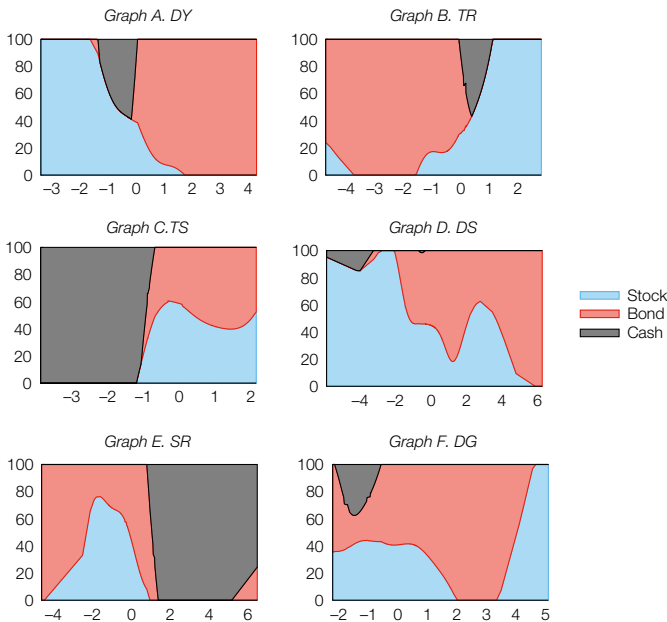 Graph A. DY
100
80
60
40
20
0
−3 −2 −1 0 1 2 3 4
Graph B. TR
100
80
60
40
20
0
−4 −3 −2 −1 0 1 2
Graph C.TS
100
80
60
40
20
0
−3 −2 −1 0 1 2
Graph D. DS
100
80
60
40
20
0
−4 −2 0 2 4 6
Stock
Bond
Cash
Graph E. SR
100
80
60
40
20
0
−4 −2 0 2 4 6
Graph F. DG
100
80
60
40
20
0
−2 −1 0 1 2 3 4 5